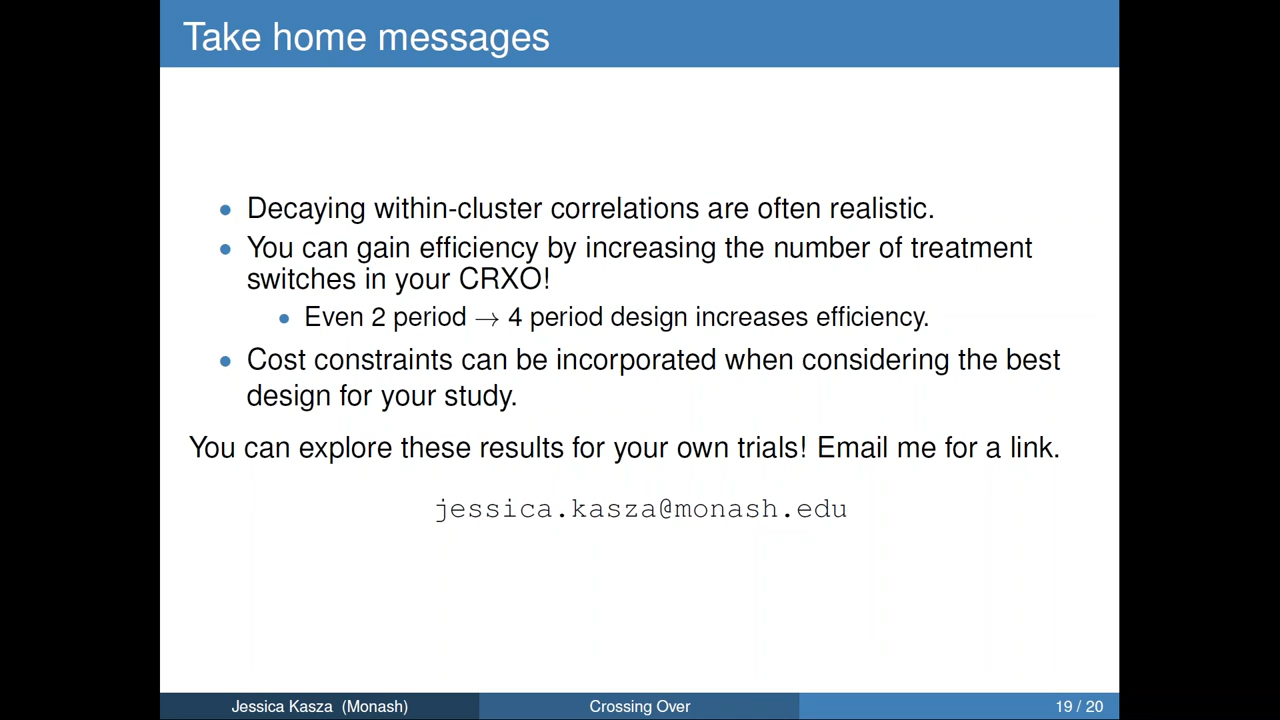 Take home messages
• Decaying within-cluster correlations are often realistic.
• You can gain efficiency by increasing the number of treatment
switches in your CRXO!
• Even 2 period → 4 period design increases efficiency.
• Cost constraints can be incorporated when considering the best
design for your study.
You can explore these results for your own trials! Email me for a link.
jessica.kasza@monash.edu
Jessica Kasza (Monash)
Crossing Over
19 / 20